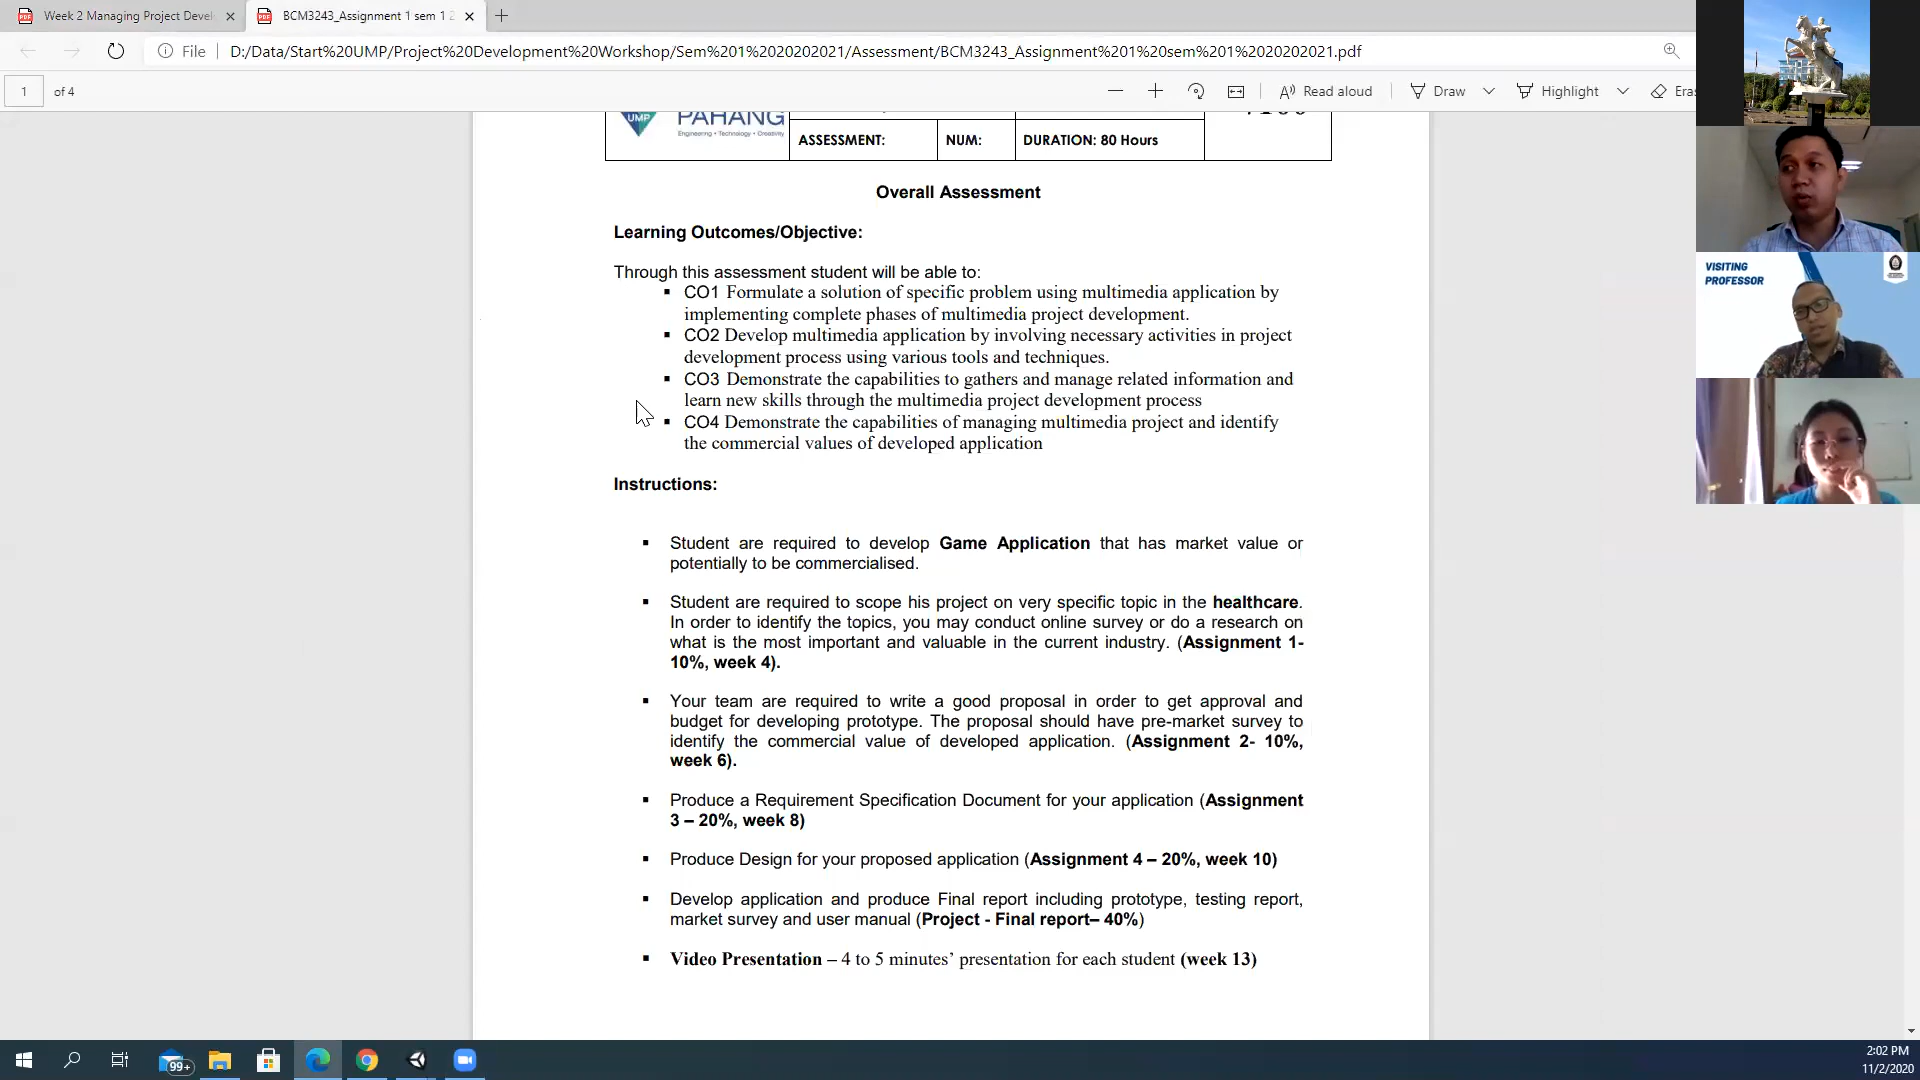 Week 2 Managing Project Devel
BCM3243_Assignment 1 sem 1 2
File D:/Data/Start%20UMP/Project%20Development%20Workshop/Sem%201%202020201/Assessment/BCM3243_Assignment%201%20sem%201%202020201.pdf
1 of 4
Read aloud
Draw
Highlight
Eras
UMP
PAHANG
Engineering • Technology • Creativity
ASSESSMENT: NUM: DURATION: 80 Hours
Overall Assessment
Learning Outcomes/Objective:
Through this assessment student will be able to:
▪ CO1 Formulate a solution of specific problem using multimedia application by
implementing complete phases of multimedia project development.
▪ CO2 Develop multimedia application by involving necessary activities in project
development process using various tools and techniques.
▪ CO3 Demonstrate the capabilities to gathers and manage related information and
learn new skills through the multimedia project development process
▪ CO4 Demonstrate the capabilities of managing multimedia project and identify
the commercial values of developed application
Instructions:
▪ Student are required to develop Game Application that has market value or
potentially to be commercialised.
▪ Student are required to scope his project on very specific topic in the healthcare.
In order to identify the topics, you may conduct online survey or do a research on
what is the most important and valuable in the current industry. (Assignment 1-
10%, week 4).
▪ Your team are required to write a good proposal in order to get approval and
budget for developing prototype. The proposal should have pre-market survey to
identify the commercial value of developed application. (Assignment 2- 10%,
week 6).
▪ Produce a Requirement Specification Document for your application (Assignment
3 – 20%, week 8)
▪ Produce Design for your proposed application (Assignment 4 – 20%, week 10)
▪ Develop application and produce Final report including prototype, testing report,
market survey and user manual (Project - Final report– 40%)
▪ Video Presentation – 4 to 5 minutes’ presentation for each student (week 13)
VISITING
PROFESSOR
99+
2:02 PM
11/2/2020